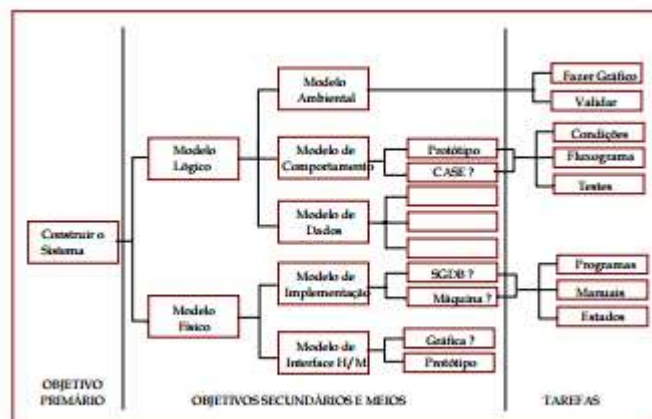 Modelo
Ambiental
Fazer Gráfico
Validar
Modelo
Lógico
Modelo de
Comportamento
Protótipo
CASE ?
Condições
Fluxograma
Testes
Modelo de
Dados
Construir o
Sistema
Modelo
Físico
Modelo de
Implementação
SGDB ?
Máquina ?
Programas
Manuais
Estados
Modelo de
Interface H/M
Gráfica ?
Protótipo
OBJETIVO
PRIMÁRIO
OBJETIVOS SECUNDÁRIOS E MEIOS
TAREFAS